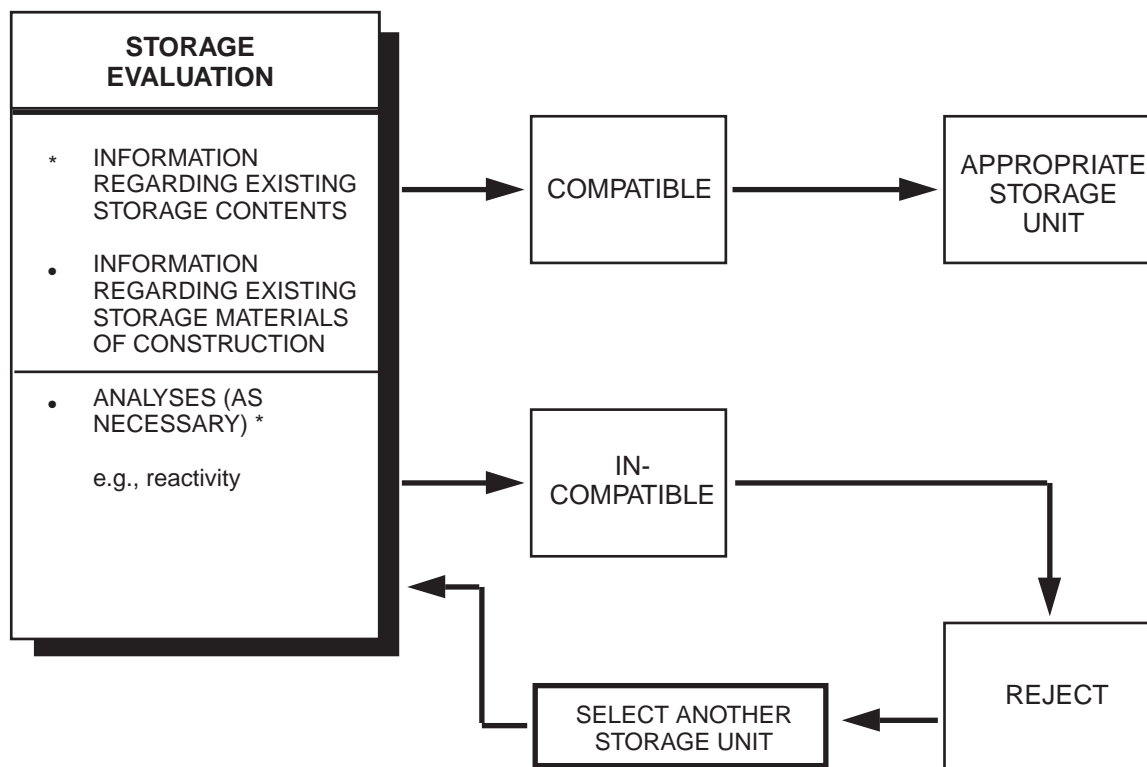 STORAGE
EVALUATION
* INFORMATION
REGARDING EXISTING
STORAGE CONTENTS
• INFORMATION
REGARDING EXISTING
STORAGE MATERIALS
OF CONSTRUCTION
• ANALYSES (AS
NECESSARY) *
e.g., reactivity
COMPATIBLE
APPROPRIATE
STORAGE
UNIT
IN-
COMPATIBLE
REJECT
SELECT ANOTHER
STORAGE UNIT